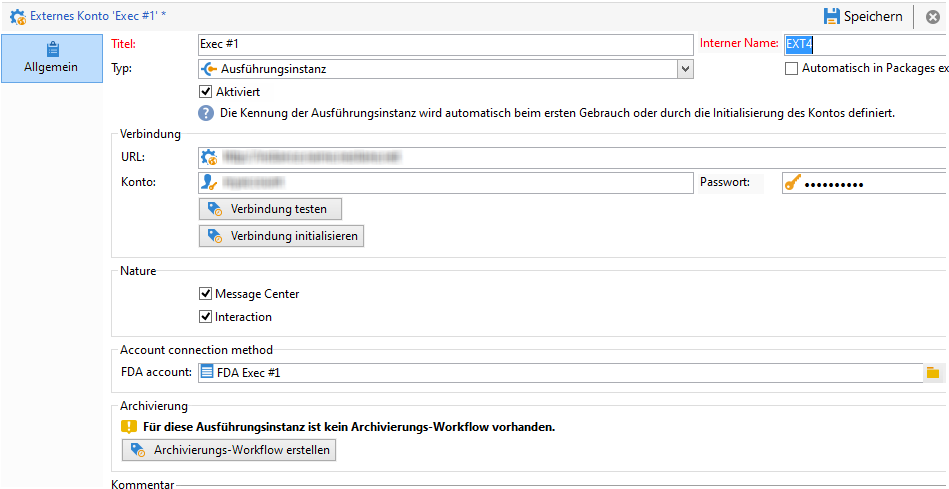 Externes Konto 'Exec #1' *
Speichern
Allgemein
Titel: Exec #1 Interner Name: EXT4
Typ: Ausführungsinstanz Automatisch in Packages ex
Aktiviert
Die Kennung der Ausführungsinstanz wird automatisch beim ersten Gebrauch oder durch die Initialisierung des Kontos definiert.
Verbindung
URL:
Konto: Passwort: ••••••••••
Verbindung testen
Verbindung initialisieren
Nature
Message Center
Interaction
Account connection method
FDA account: FDA Exec #1
Archivierung
Für diese Ausführungsinstanz ist kein Archivierungs-Workflow vorhanden.
Archivierungs-Workflow erstellen
Kommentar